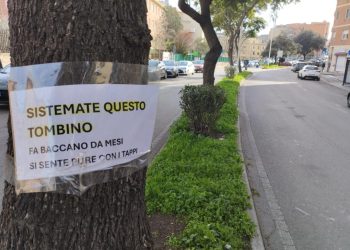 SISTEMATE QUESTO
TOMBINO
FA BACCANO DA MESI
SI SENTE PURE CON I TAPPI